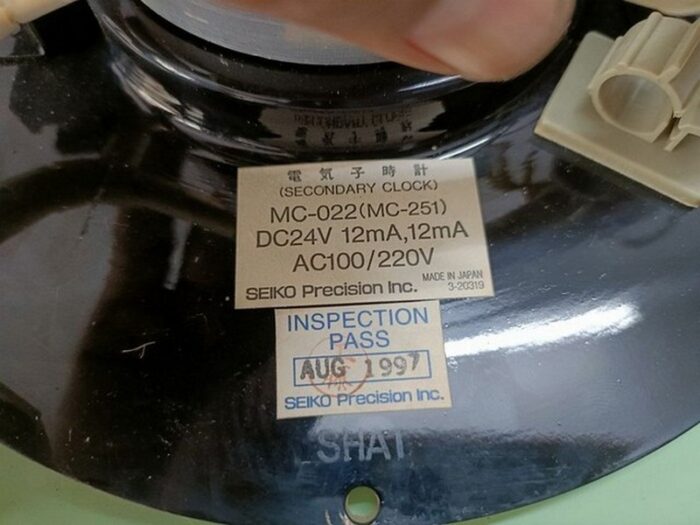 電気子時計
(SECONDARY CLOCK)
MC-022(MC-251)
DC24V 12mA,12mA
AC100/220V
MADE IN JAPAN
SEIKO Precision Inc.
3-20319
INSPECTION
PASS
AUG 1997
SEIKO Precision Inc.